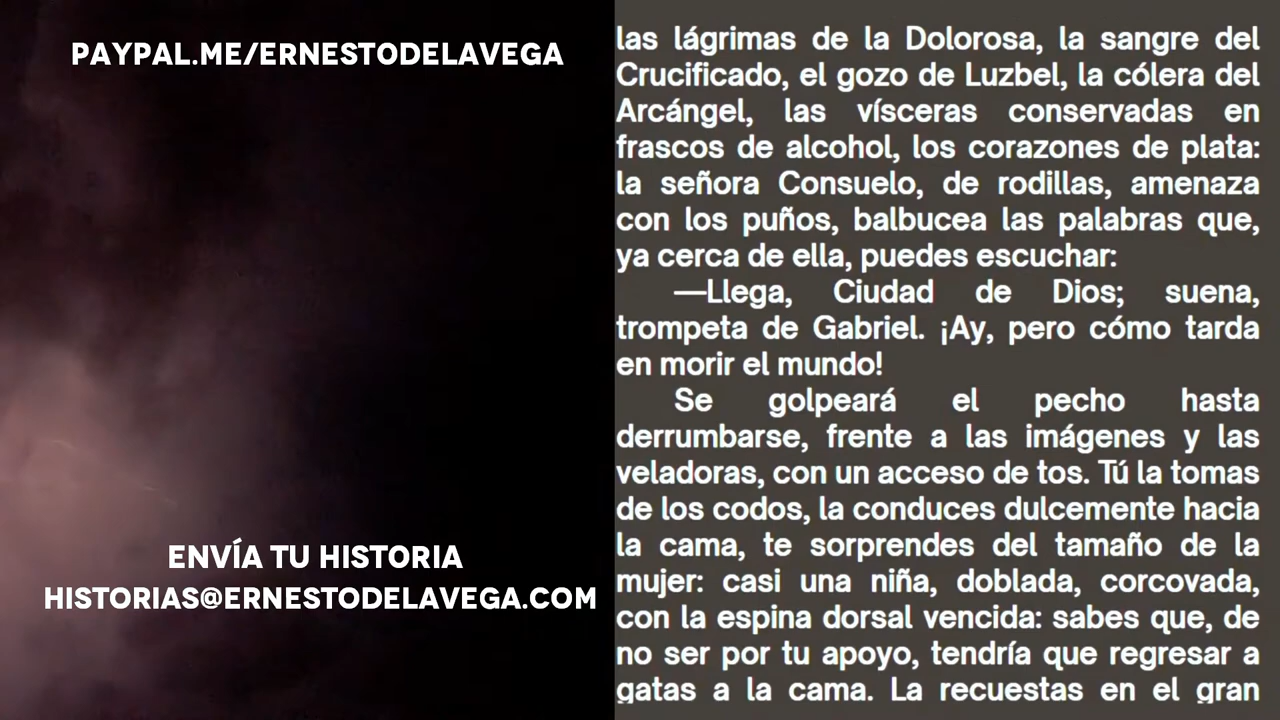 PAYPAL.ME/ERNESTODELAVEGA
ENVÍA TU HISTORIA
HISTORIAS@ERNESTODELAVEGA.COM
las lágrimas de la Dolorosa, la sangre del
Crucificado, el gozo de Luzbel, la cólera del
Arcángel, las vísceras conservadas en
frascos de alcohol, los corazones de plata:
la señora Consuelo, de rodillas, amenaza
con los puños, balbucea las palabras que,
ya cerca de ella, puedes escuchar:
—Llega, Ciudad de Dios; suena,
trompeta de Gabriel. ¡Ay, pero cómo tarda
en morir el mundo!
Se golpeará el pecho hasta
derrumbarse, frente a las imágenes y las
veladoras, con un acceso de tos. Tú la tomas
de los codos, la conduces dulcemente hacia
la cama, te sorprendes del tamaño de la
mujer: casi una niña, doblada, corcovada,
con la espina dorsal vencida: sabes que, de
no ser por tu apoyo, tendría que regresar a
gatas a la cama. La recuestas en el gran